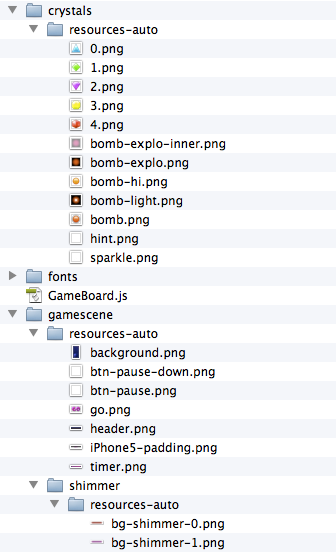 crystals
resources-auto
0.png
1.png
2.png
3.png
4.png
bomb-explo-inner.png
bomb-explo.png
bomb-hi.png
bomb-light.png
bomb.png
hint.png
sparkle.png
fonts
GameBoard.js
gamescene
resources-auto
background.png
btn-pause-down.png
btn-pause.png
go.png
header.png
iPhone5-padding.png
timer.png
shimmer
resources-auto
bg-shimmer-0.png
bg-shimmer-1.png